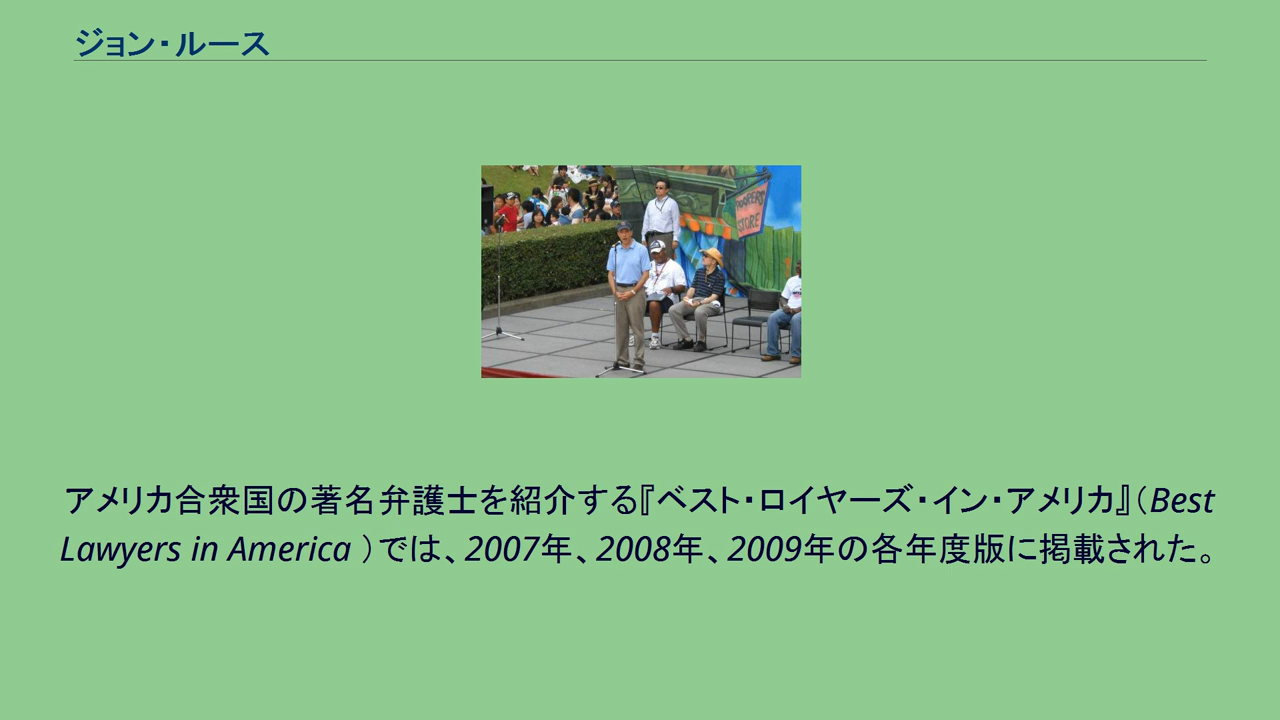 ジョン・ルース
ROOKERS
STORE
アメリカ合衆国の著名弁護士を紹介する『ベスト・ロイヤーズ・イン・アメリカ』（Best
Lawyers in America ）では、2007年、2008年、2009年の各年度版に掲載された。